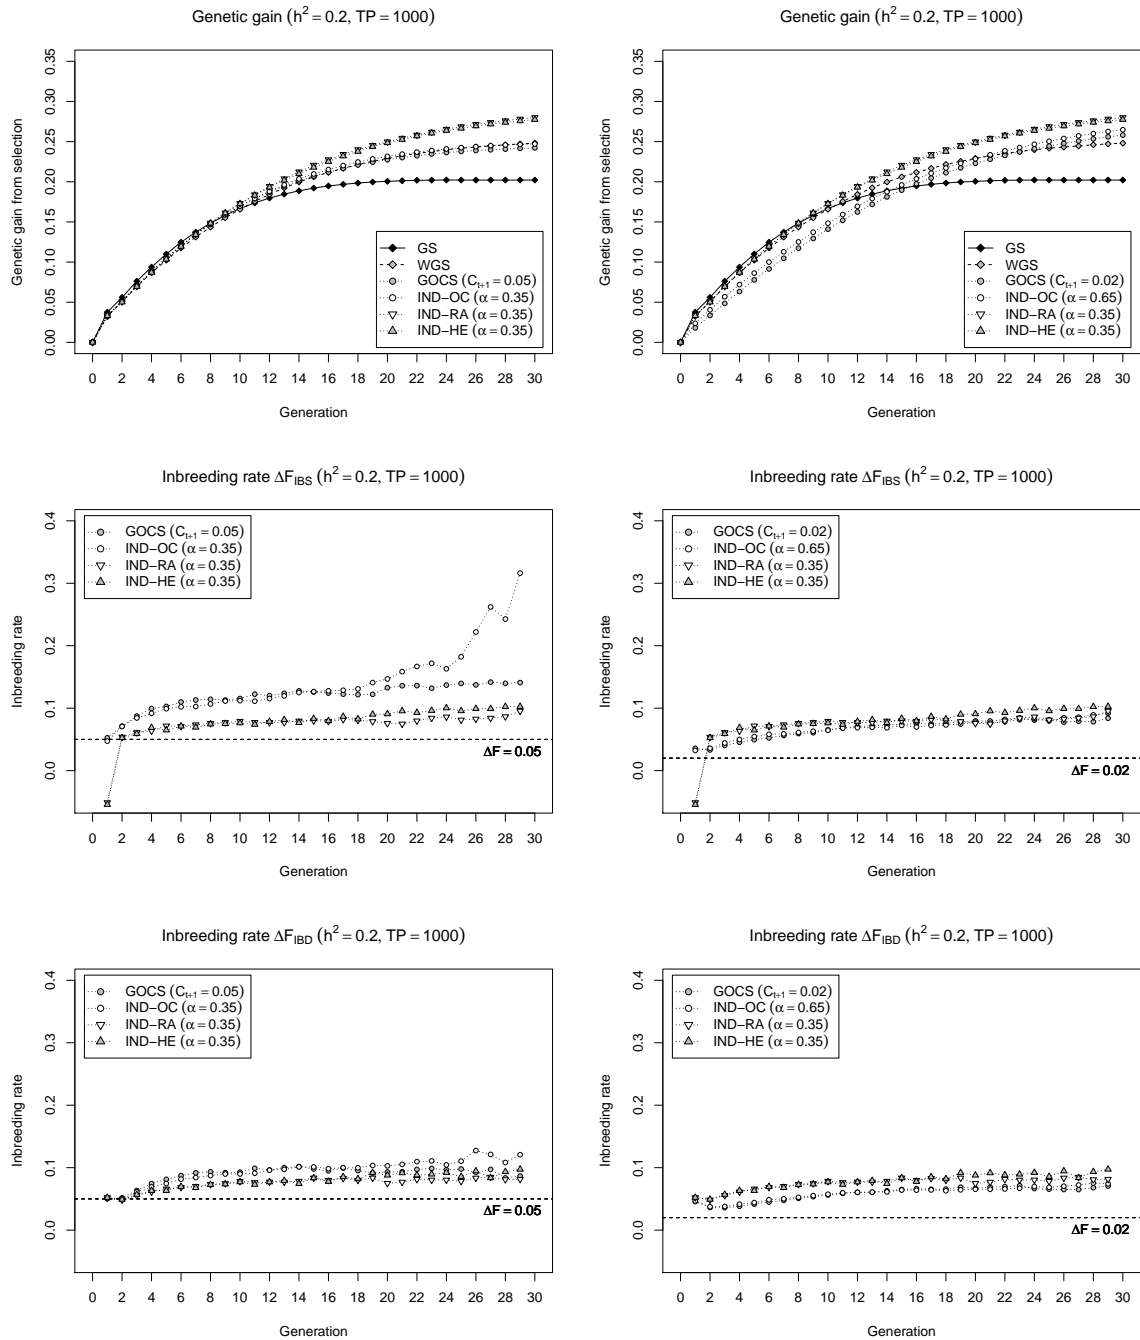 Genetic gain (h² = 0.2, TP = 1000)
Genetic gain from selection
0.35
0.30
0.25
0.20
0.15
0.10
0.05
0.00
GS
WGS
GOCS (Cₜ₊₁ = 0.05)
IND−OC (α = 0.35)
IND−RA (α = 0.35)
IND−HE (α = 0.35)
0 2 4 6 8 10 12 14 16 18 20 22 24 26 28 30
Generation
Genetic gain (h² = 0.2, TP = 1000)
Genetic gain from selection
0.35
0.30
0.25
0.20
0.15
0.10
0.05
0.00
GS
WGS
GOCS (Cₜ₊₁ = 0.02)
IND−OC (α = 0.65)
IND−RA (α = 0.35)
IND−HE (α = 0.35)
0 2 4 6 8 10 12 14 16 18 20 22 24 26 28 30
Generation
Inbreeding rate ΔF_IBS (h² = 0.2, TP = 1000)
Inbreeding rate
0.4
0.3
0.2
0.1
0.0
GOCS (Cₜ₊₁ = 0.05)
IND−OC (α = 0.35)
IND−RA (α = 0.35)
IND−HE (α = 0.35)
ΔF = 0.05
0 2 4 6 8 10 12 14 16 18 20 22 24 26 28 30
Generation
Inbreeding rate ΔF_IBS (h² = 0.2, TP = 1000)
Inbreeding rate
0.4
0.3
0.2
0.1
0.0
GOCS (Cₜ₊₁ = 0.02)
IND−OC (α = 0.65)
IND−RA (α = 0.35)
IND−HE (α = 0.35)
ΔF = 0.02
0 2 4 6 8 10 12 14 16 18 20 22 24 26 28 30
Generation
Inbreeding rate ΔF_IBD (h² = 0.2, TP = 1000)
Inbreeding rate
0.4
0.3
0.2
0.1
0.0
GOCS (Cₜ₊₁ = 0.05)
IND−OC (α = 0.35)
IND−RA (α = 0.35)
IND−HE (α = 0.35)
ΔF = 0.05
0 2 4 6 8 10 12 14 16 18 20 22 24 26 28 30
Generation
Inbreeding rate ΔF_IBD (h² = 0.2, TP = 1000)
Inbreeding rate
0.4
0.3
0.2
0.1
0.0
GOCS (Cₜ₊₁ = 0.02)
IND−OC (α = 0.65)
IND−RA (α = 0.35)
IND−HE (α = 0.35)
ΔF = 0.02
0 2 4 6 8 10 12 14 16 18 20 22 24 26 28 30
Generation